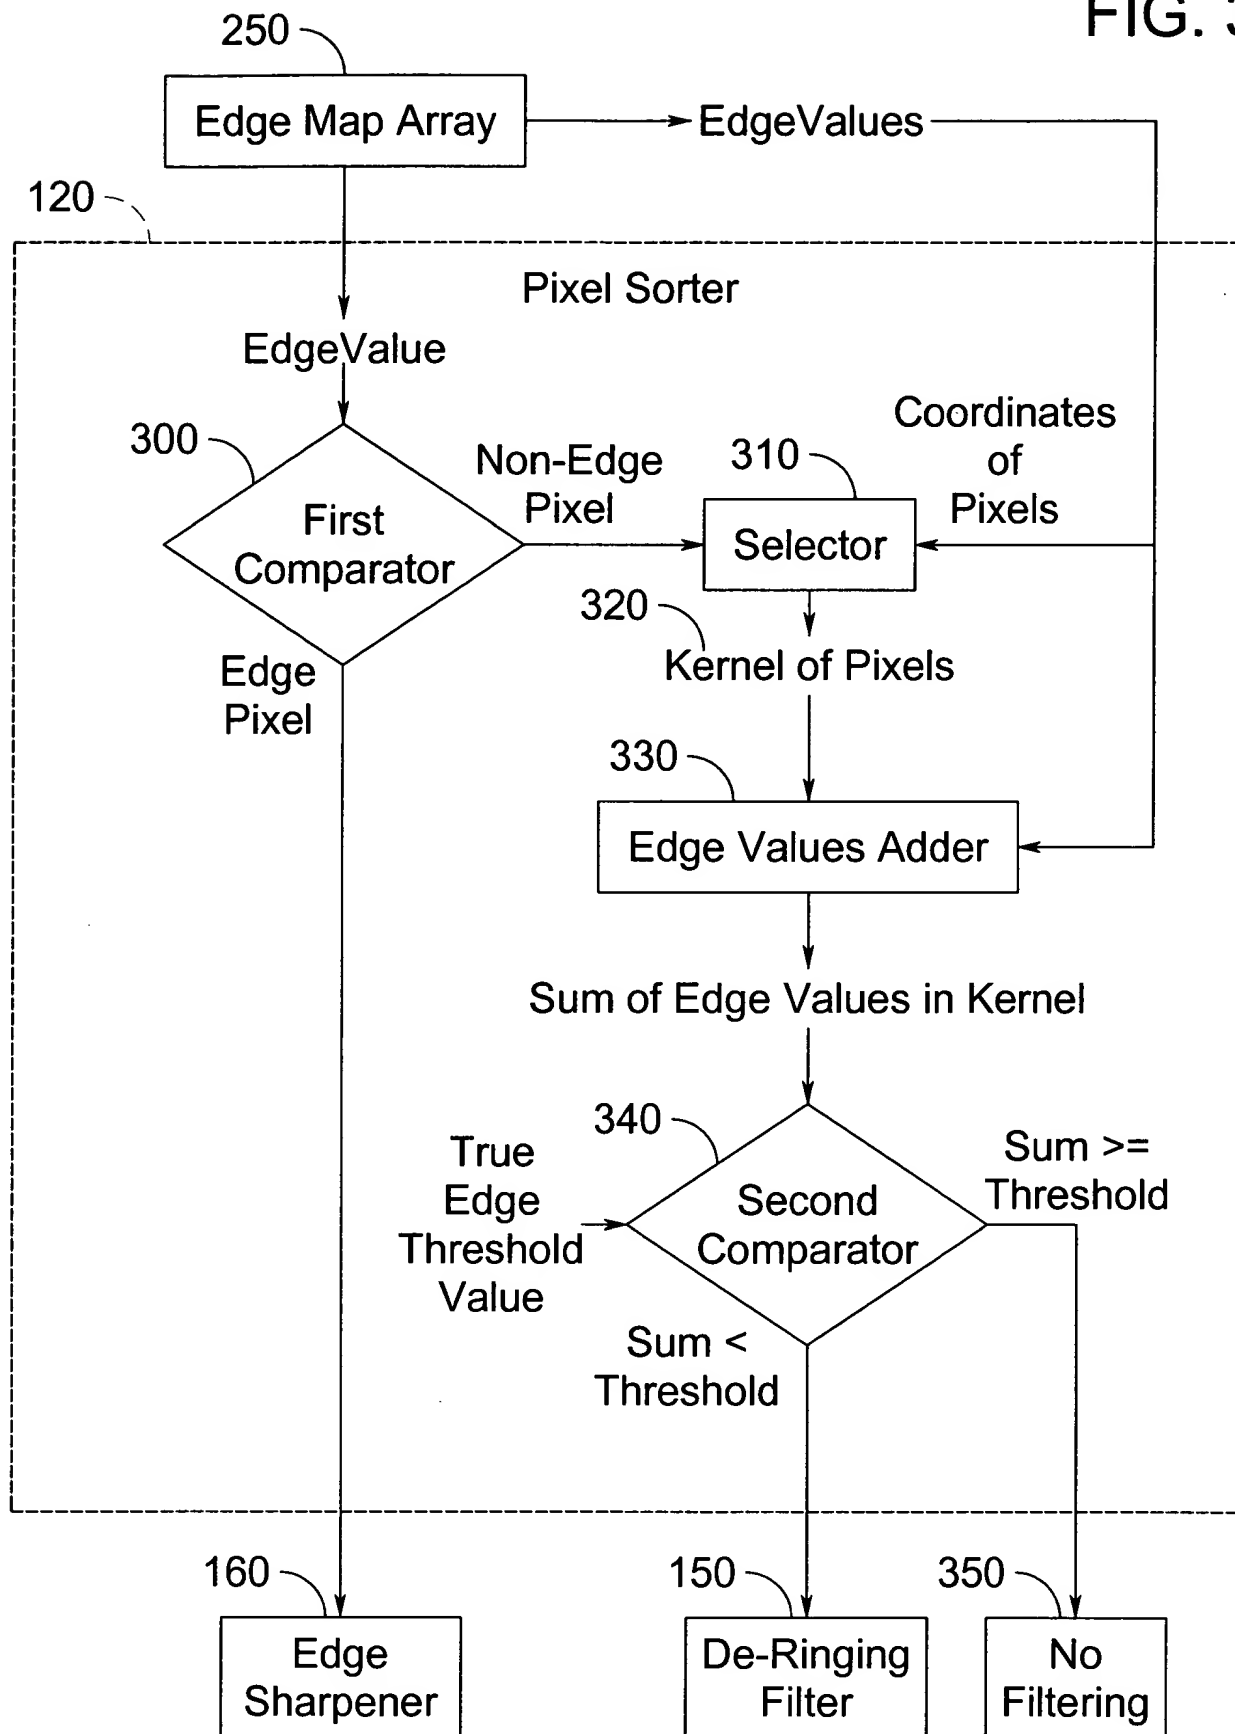 FIG. 3
250
Edge Map Array
EdgeValues
120
Pixel Sorter
EdgeValue
300
First
Comparator
Non-Edge
Pixel
310
Selector
Coordinates
of
Pixels
320
Kernel of Pixels
Edge
Pixel
330
Edge Values Adder
Sum of Edge Values in Kernel
340
True
Edge
Threshold
Value
Second
Comparator
Sum >=
Threshold
Sum <
Threshold
160
Edge
Sharpener
150
De-Ringing
Filter
350
No
Filtering